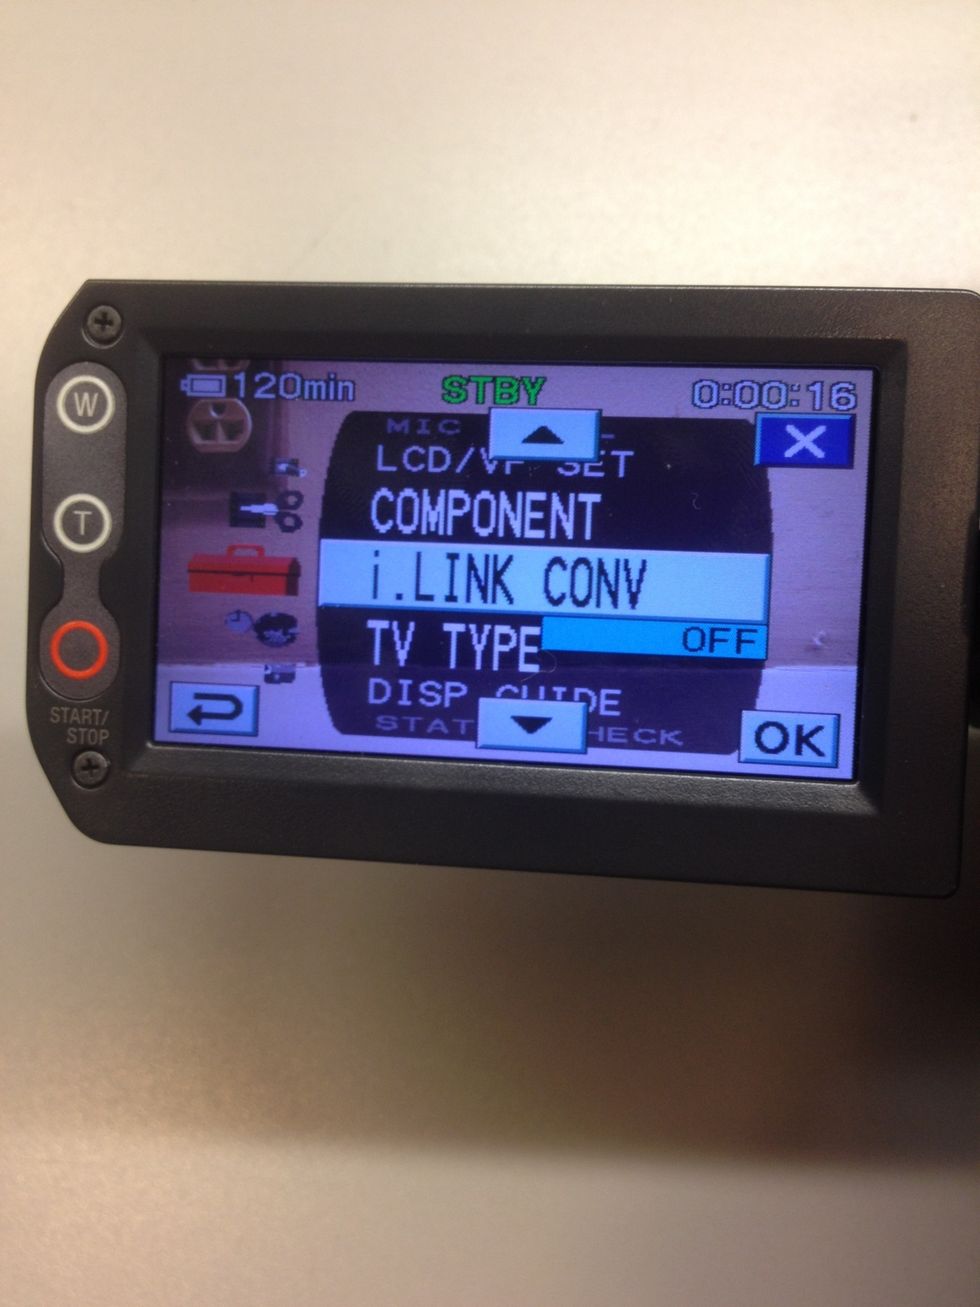 W
T
START/
STOP
120min STBY 0:00:16
MIC
LCD/VF SET
COMPONENT
i.LINK CONV
OFF
TV TYPE
DISP GUIDE
OK